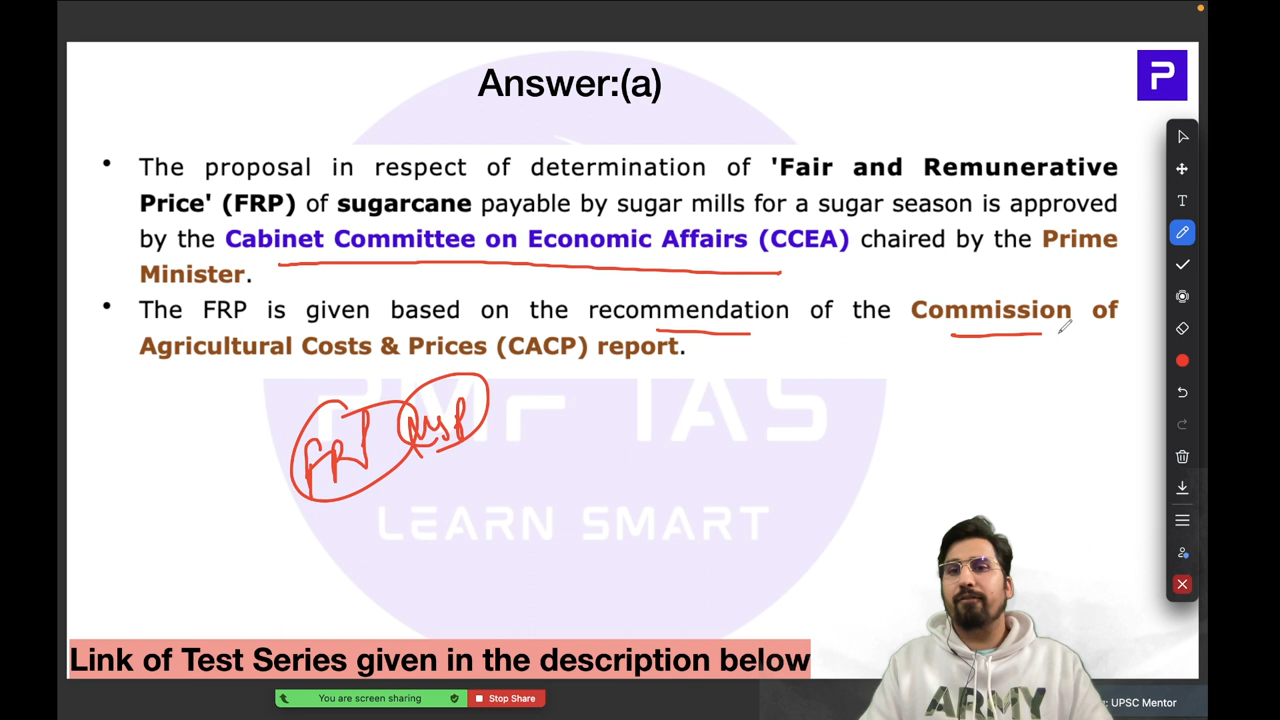 Answer:(a)
P
• The proposal in respect of determination of 'Fair and Remunerative
Price' (FRP) of sugarcane payable by sugar mills for a sugar season is approved
by the Cabinet Committee on Economic Affairs (CCEA) chaired by the Prime
Minister.
• The FRP is given based on the recommendation of the Commission of
Agricultural Costs & Prices (CACP) report.
PMF IAS
FRP MSP
LEARN SMART
ARMY
Link of Test Series given in the description below
You are screen sharing
Stop Share
: UPSC Mentor